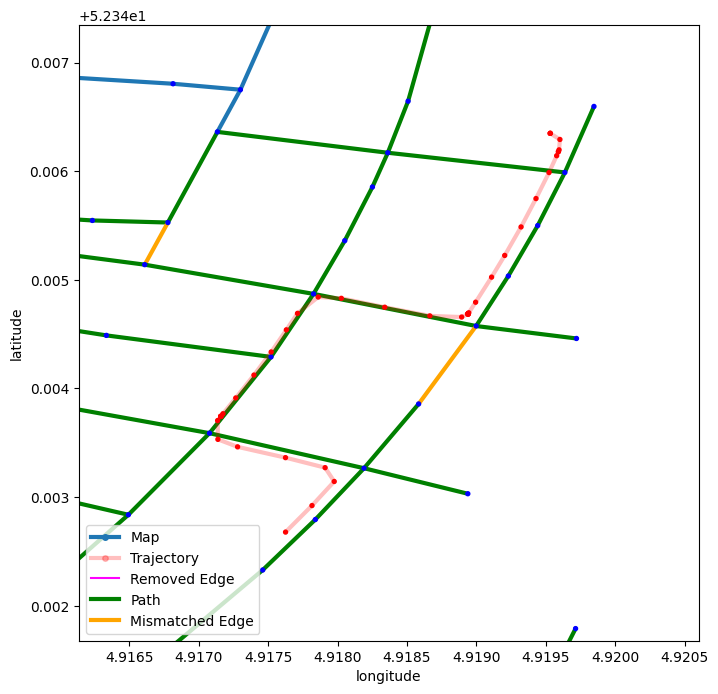 +5.234e1
0.007
0.006
0.005
0.004
0.003
0.002
latitude
Map
Trajectory
Removed Edge
Path
Mismatched Edge
4.9165 4.9170 4.9175 4.9180 4.9185 4.9190 4.9195 4.9200 4.9205
longitude